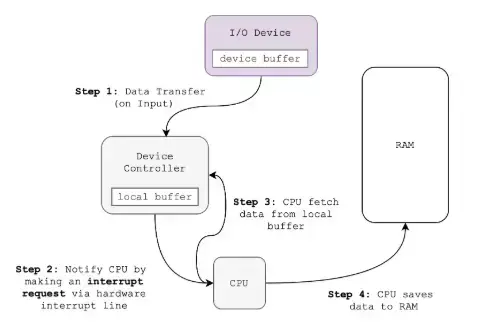 I/O Device
device buffer
Step 1: Data Transfer
(on Input)
Device
Controller
local buffer
RAM
Step 3: CPU fetch
data from local
buffer
Step 2: Notify CPU by
making an interrupt
request via hardware
interrupt line
CPU
Step 4: CPU saves
data to RAM